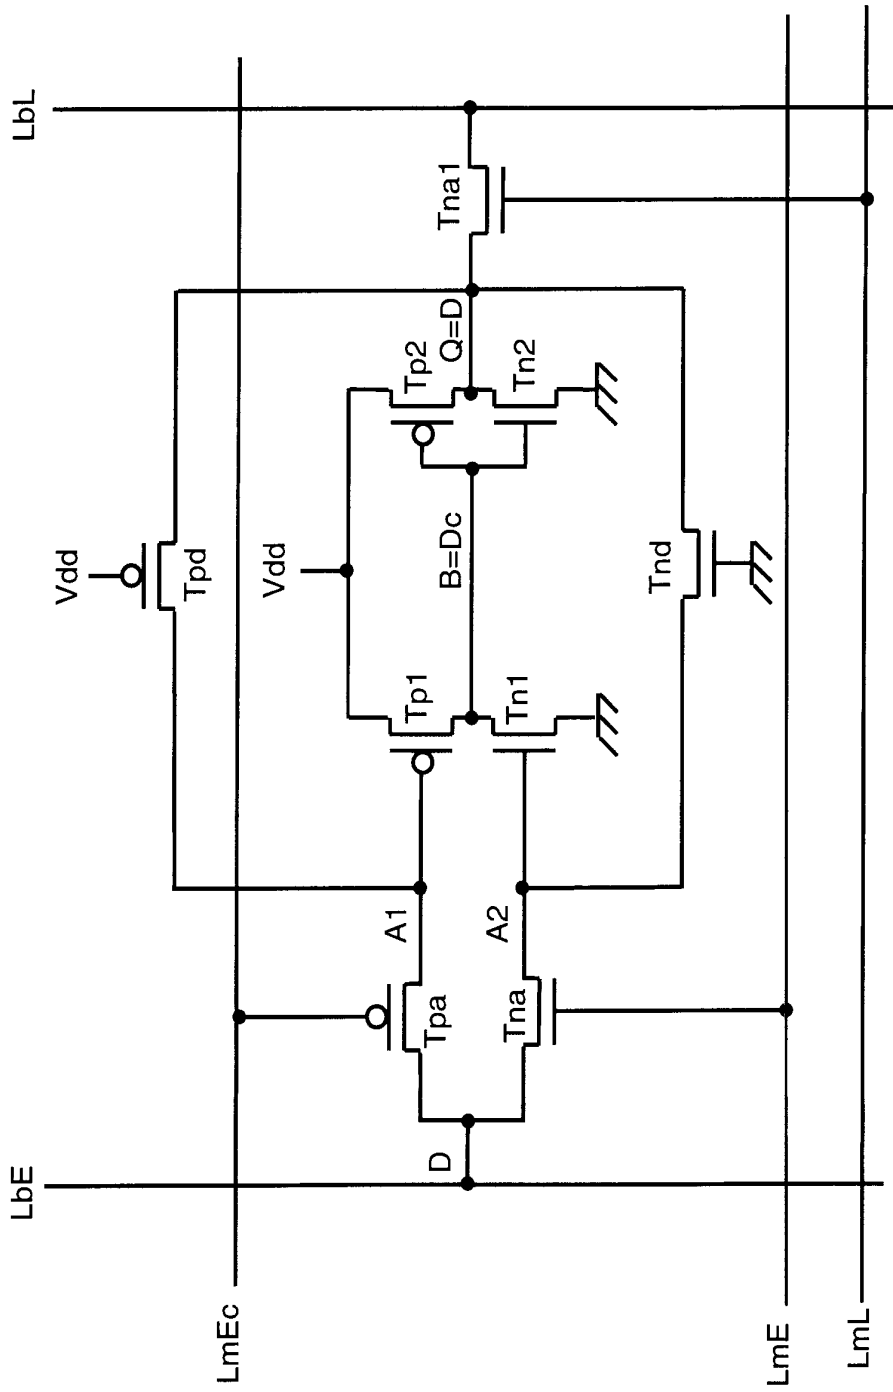 LbL
LbE
LmEc
LmE
LmL
Vdd
Tpd
Vdd
Tp1
Tp2
Q=D
Tna1
B=Dc
Tn1
Tn2
Tnd
A1
A2
Tpa
Tna
D